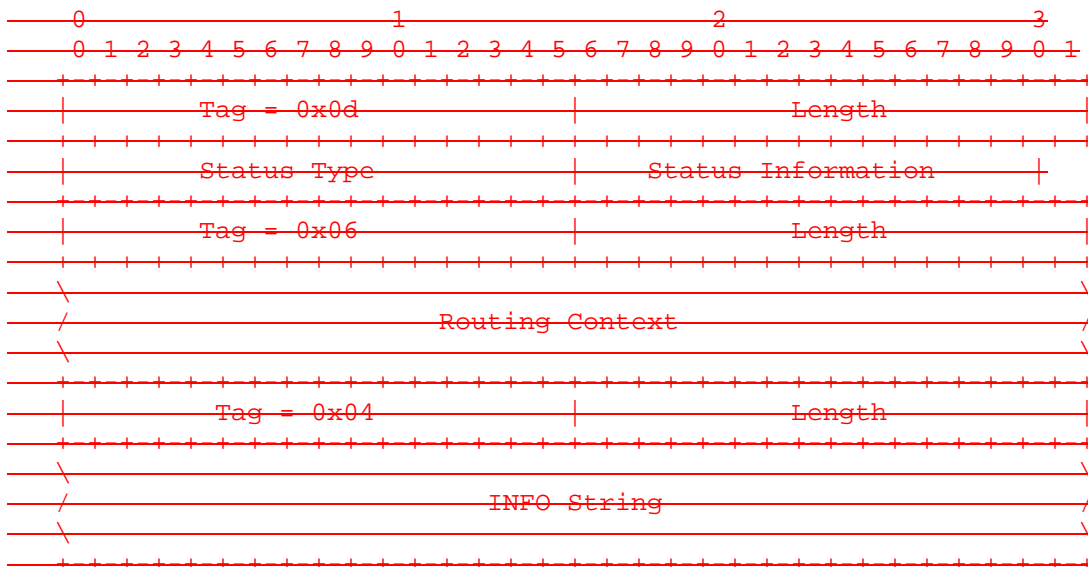 0                   1                   2                   3
0 1 2 3 4 5 6 7 8 9 0 1 2 3 4 5 6 7 8 9 0 1 2 3 4 5 6 7 8 9 0 1
+-+-+-+-+-+-+-+-+-+-+-+-+-+-+-+-+-+-+-+-+-+-+-+-+-+-+-+-+-+-+-+-+
| Tag = 0x0d | Length |
+-+-+-+-+-+-+-+-+-+-+-+-+-+-+-+-+-+-+-+-+-+-+-+-+-+-+-+-+-+-+-+-+
| Status Type | Status Information |
+-+-+-+-+-+-+-+-+-+-+-+-+-+-+-+-+-+-+-+-+-+-+-+-+-+-+-+-+-+-+-+-+
| Tag = 0x06 | Length |
+-+-+-+-+-+-+-+-+-+-+-+-+-+-+-+-+-+-+-+-+-+-+-+-+-+-+-+-+-+-+-+-+
\ \
/ Routing Context /
\ \
+-+-+-+-+-+-+-+-+-+-+-+-+-+-+-+-+-+-+-+-+-+-+-+-+-+-+-+-+-+-+-+-+
| Tag = 0x04 | Length |
+-+-+-+-+-+-+-+-+-+-+-+-+-+-+-+-+-+-+-+-+-+-+-+-+-+-+-+-+-+-+-+-+
\ \
/ INFO String /
\ \
+-+-+-+-+-+-+-+-+-+-+-+-+-+-+-+-+-+-+-+-+-+-+-+-+-+-+-+-+-+-+-+-+